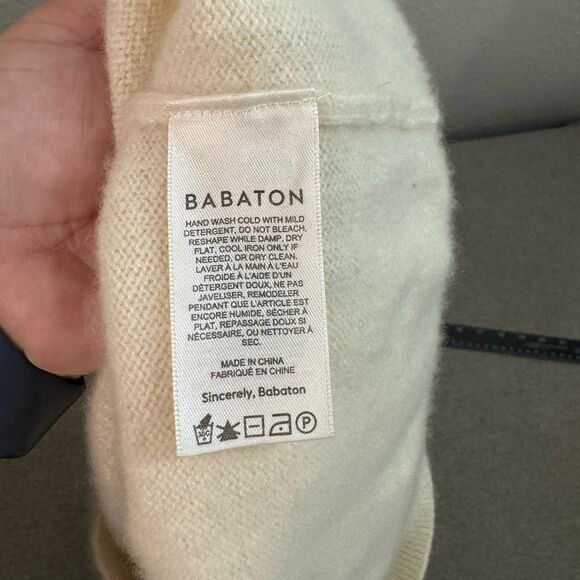 BABATON
HAND WASH COLD WITH MILD
DETERGENT, DO NOT BLEACH,
RESHAPE WHILE DAMP, DRY
FLAT, COOL IRON ONLY IF
NEEDED, OR DRY CLEAN.
LAVER À LA MAIN À L'EAU
FROIDE À L'AIDE D'UN
DÉTERGENT DOUX, NE PAS
JAVELISER, REMODELER
PENDANT QUE L'ARTICLE EST
ENCORE HUMIDE, SÉCHER À
PLAT, REPASSAGE DOUX SI
NÉCESSAIRE, OU NETTOYER À
SEC.
MADE IN CHINA
FABRIQUÉ EN CHINE
Sincerely, Babaton
P